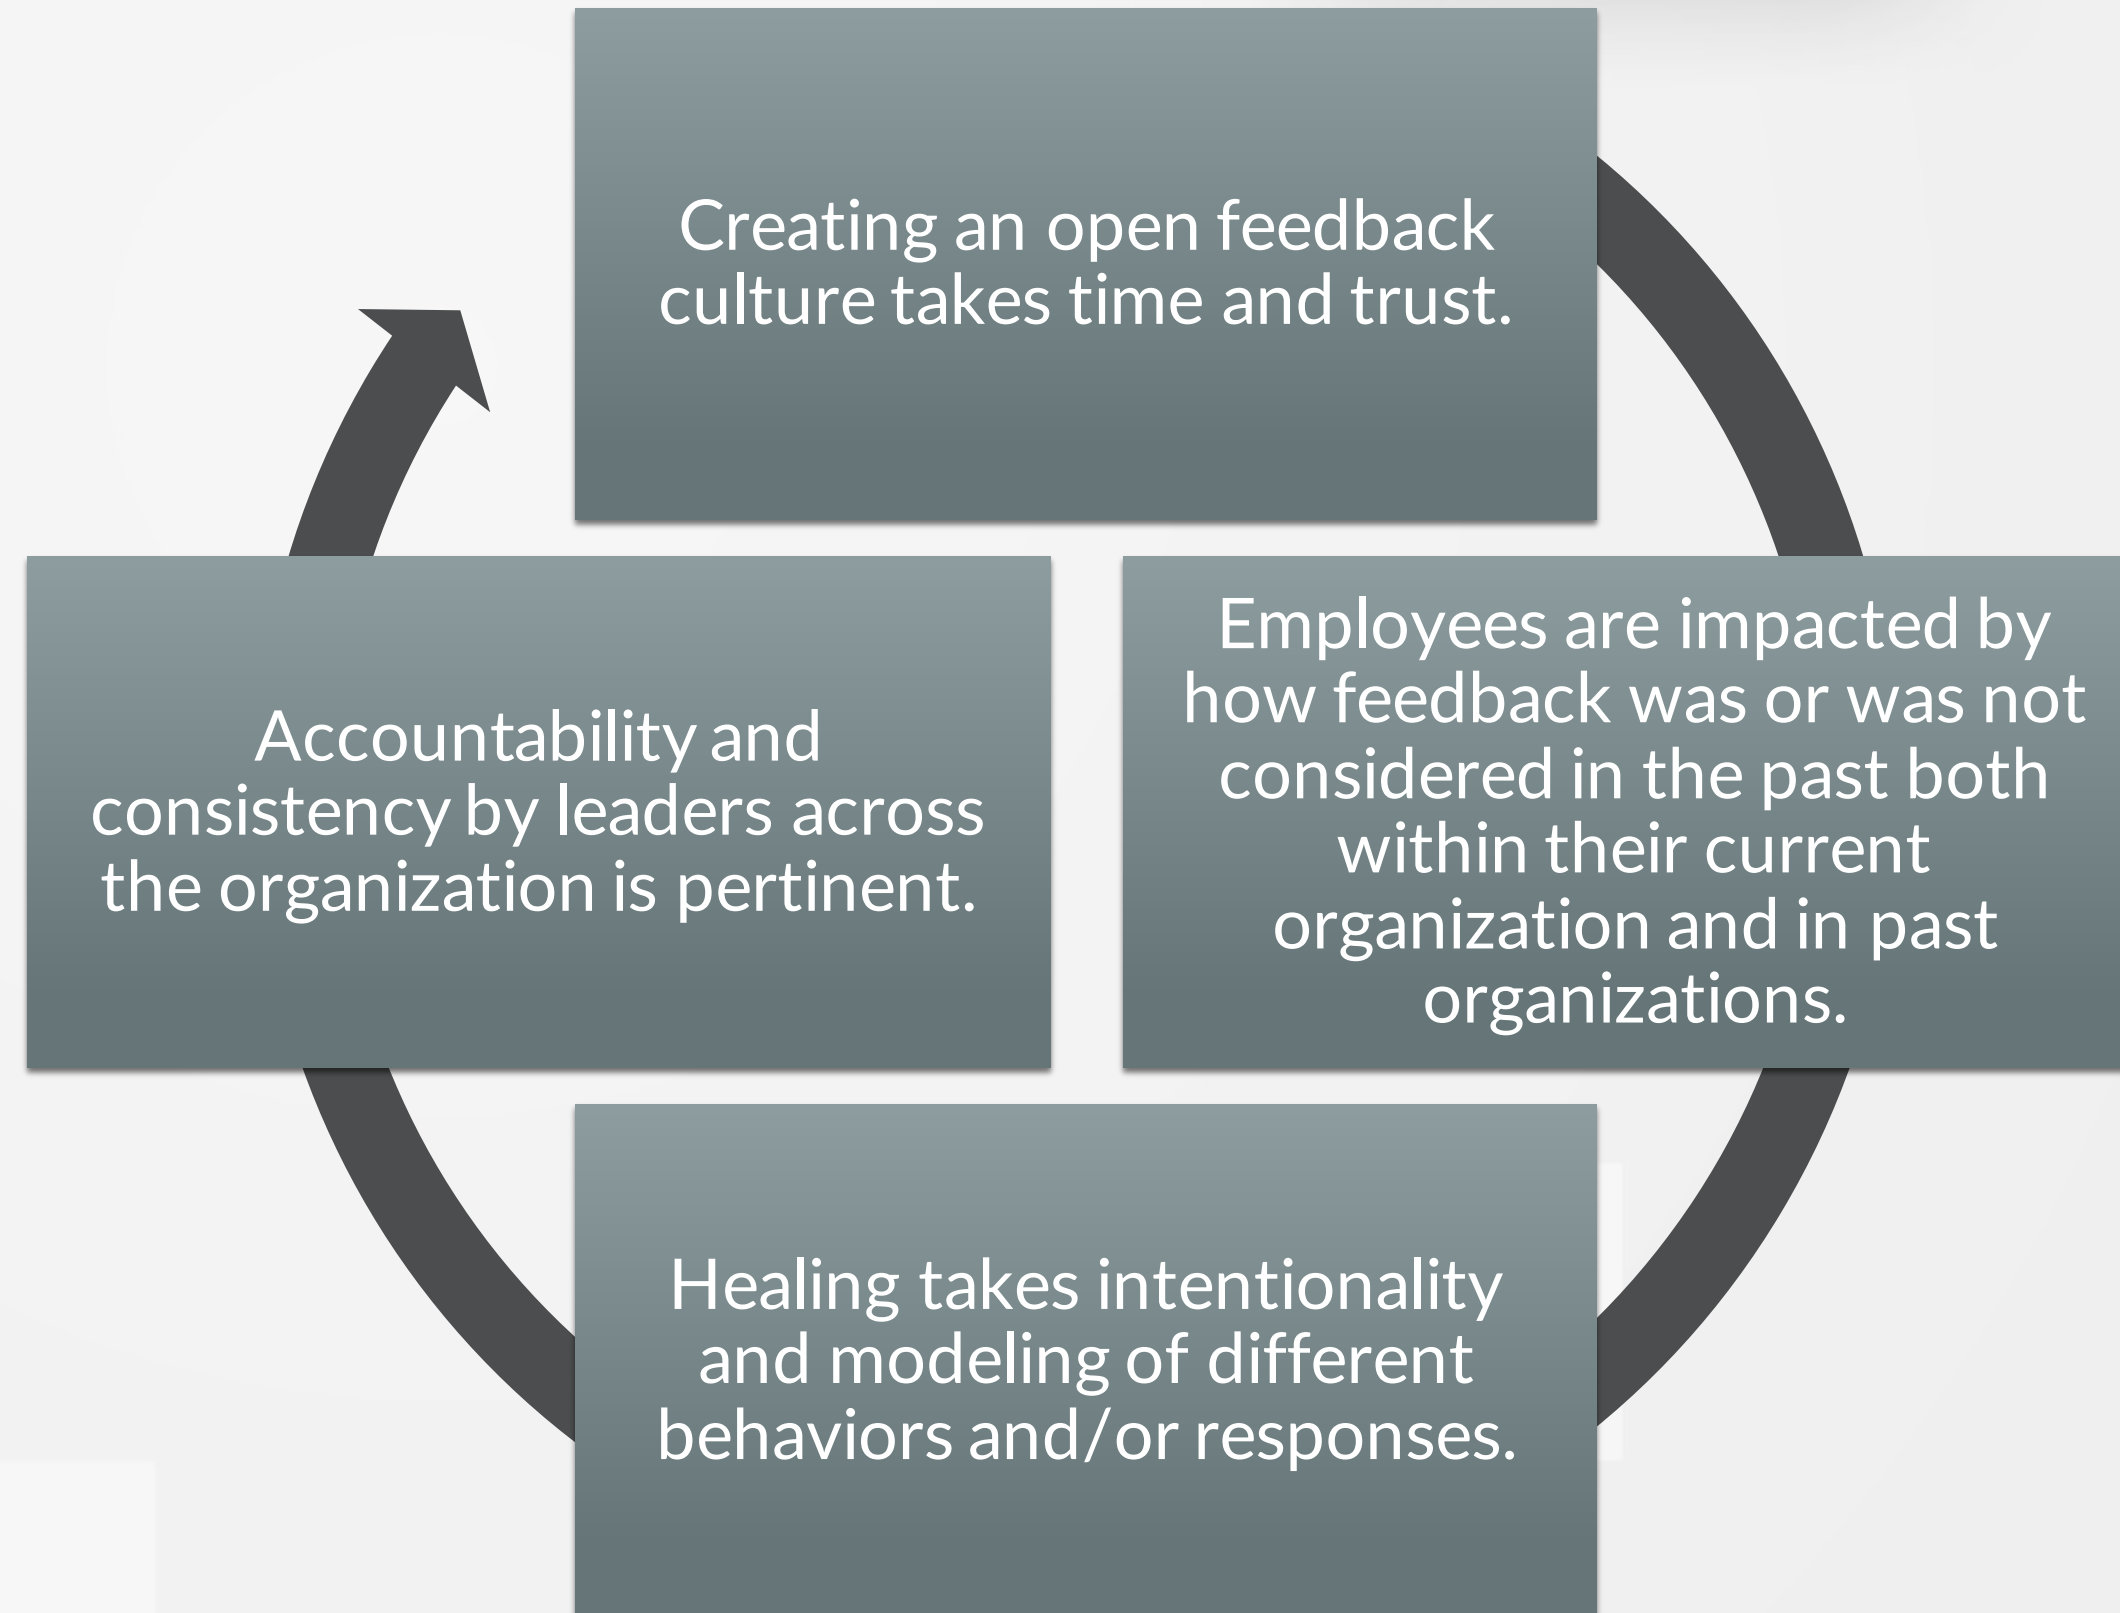 Creating an open feedback
culture takes time and trust.
Employees are impacted by
how feedback was or was not
considered in the past both
within their current
organization and in past
organizations.
Healing takes intentionality
and modeling of different
behaviors and/or responses.
Accountability and
consistency by leaders across
the organization is pertinent.